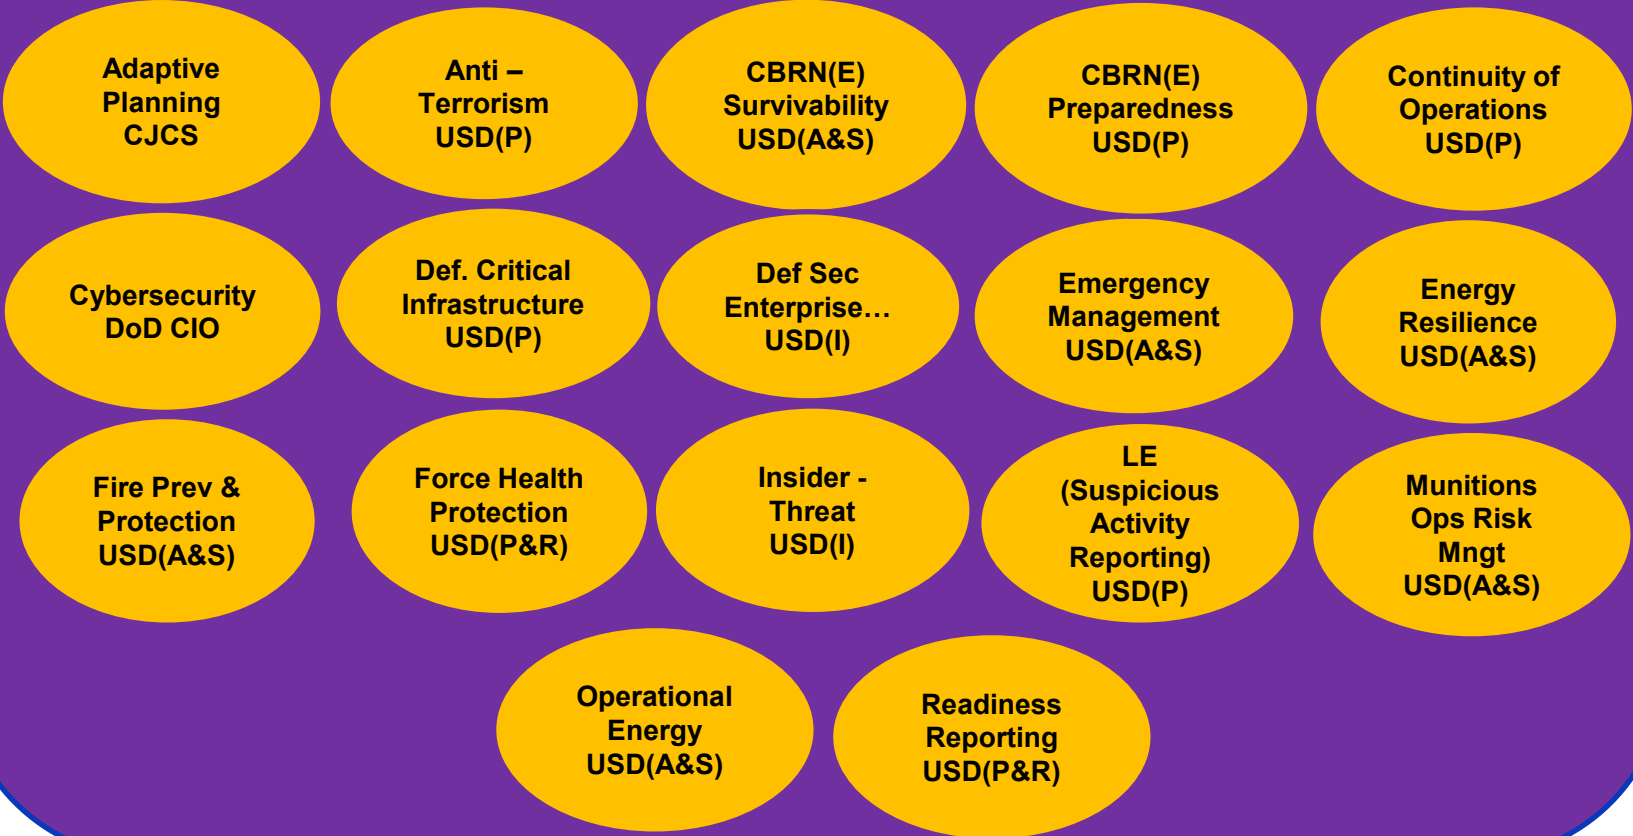 Adaptive
Planning
CJCS
Anti –
Terrorism
USD(P)
CBRN(E)
Survivability
USD(A&S)
CBRN(E)
Preparedness
USD(P)
Continuity of
Operations
USD(P)
Cybersecurity
DoD CIO
Def. Critical
Infrastructure
USD(P)
Def Sec
Enterprise…
USD(I)
Emergency
Management
USD(A&S)
Energy
Resilience
USD(A&S)
Fire Prev &
Protection
USD(A&S)
Force Health
Protection
USD(P&R)
Insider -
Threat
USD(I)
LE
(Suspicious
Activity
Reporting)
USD(P)
Munitions
Ops Risk
Mngt
USD(A&S)
Operational
Energy
USD(A&S)
Readiness
Reporting
USD(P&R)